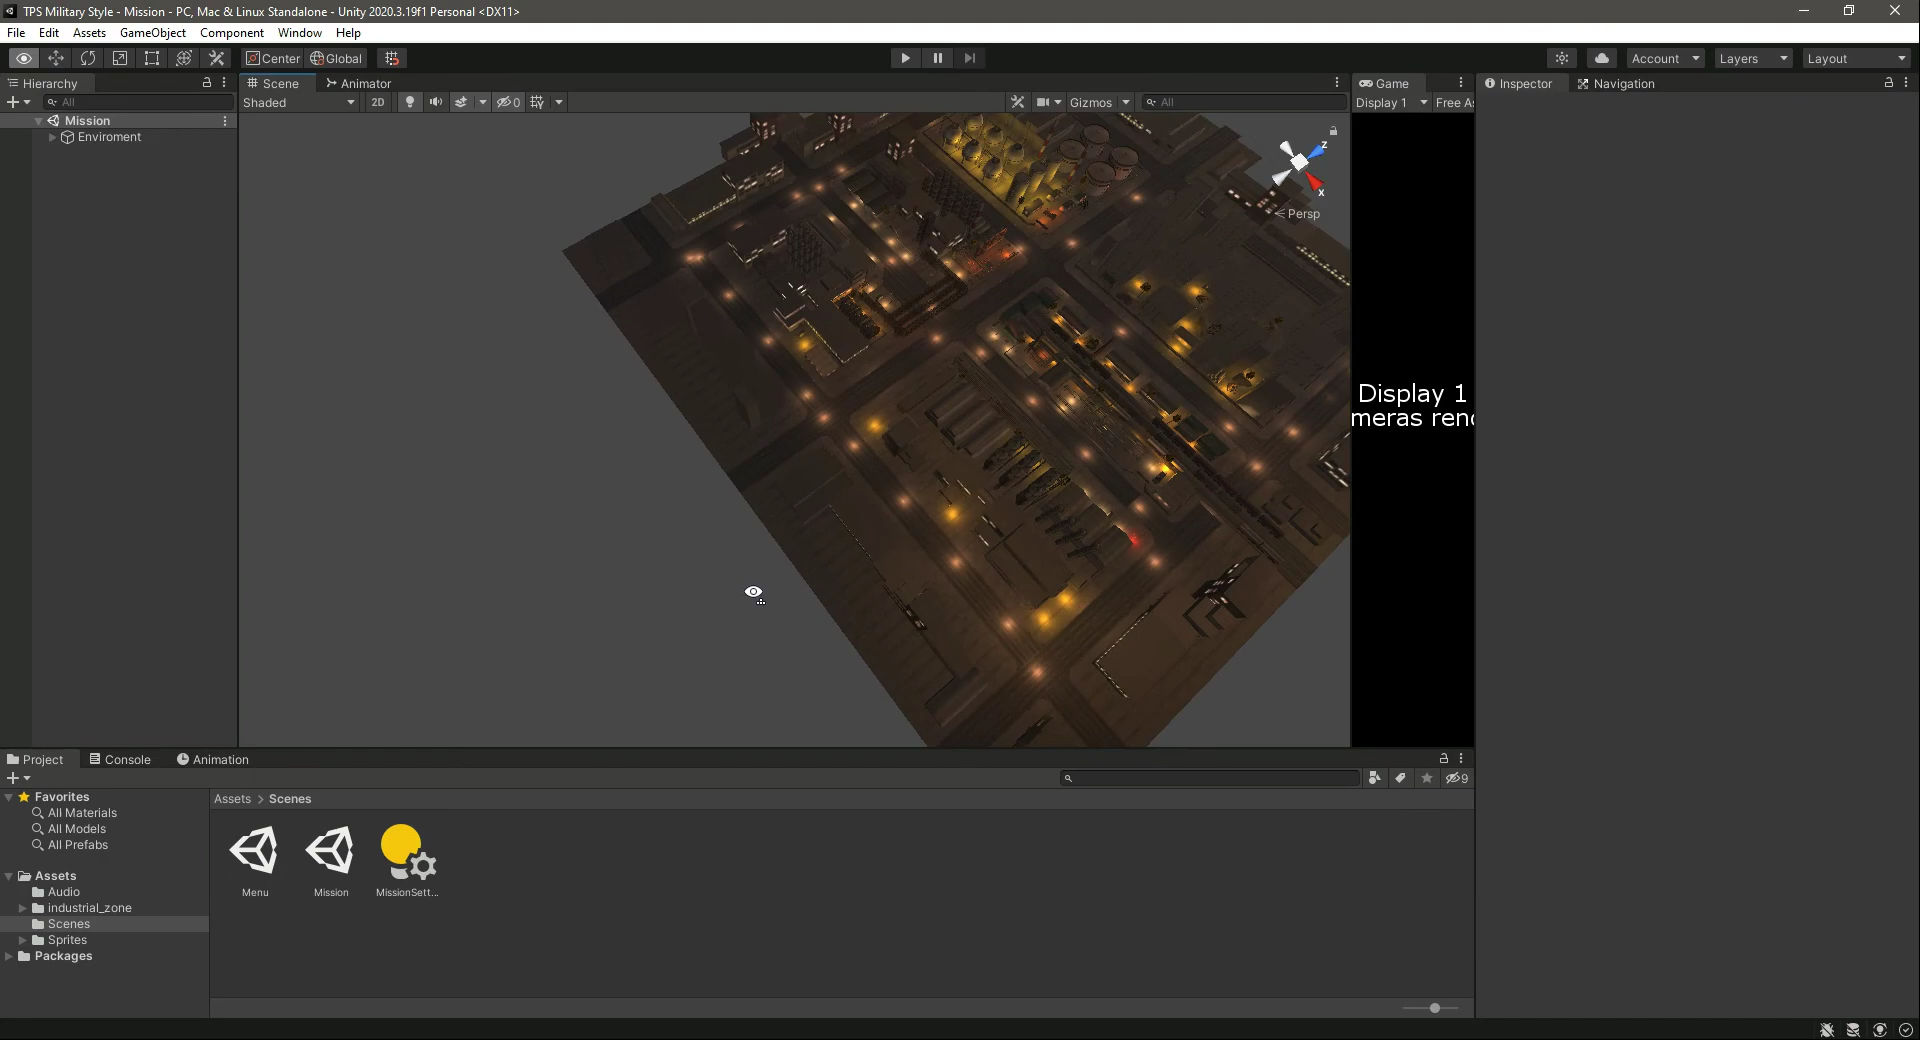 TPS Military Style - Mission - PC, Mac & Linux Standalone - Unity 2020.3.19f1 Personal <DX11>
File Edit Assets GameObject Component Window Help
Center Global Account Layers Layout
Hierarchy
All
Mission
Enviroment
Scene Animator
Shaded 2D 0 Gizmos All
z
x
Persp
Game
Display 1 Free As
Display 1
meras ren
Inspector Navigation
Project Console Animation
9
Favorites
All Materials
All Models
All Prefabs
Assets
Audio
industrial_zone
Scenes
Sprites
Packages
Assets > Scenes
Menu Mission MissionSett...